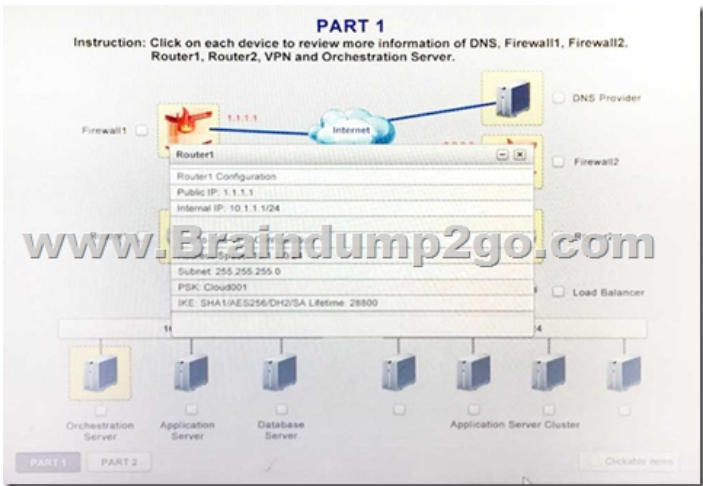 PART 1
Instruction: Click on each device to review more information of DNS, Firewall1, Firewall2,
Router1, Router2, VPN and Orchestration Server.
DNS Provider
1.1.1.1
Internet
Firewall1
Firewall2
Router1
Router1 Configuration
Public IP: 1.1.1.1
Internal IP: 10.1.1.1/24
www.Braindump2go.com
Subnet: 255.255.255.0
PSK: Cloud001
IKE: SHA1/AES256/DH2/SA Lifetime: 28800
Load Balancer
Orchestration
Server
Application
Server
Database
Server
Application Server Cluster
PART 1
PART 2
Clickable items